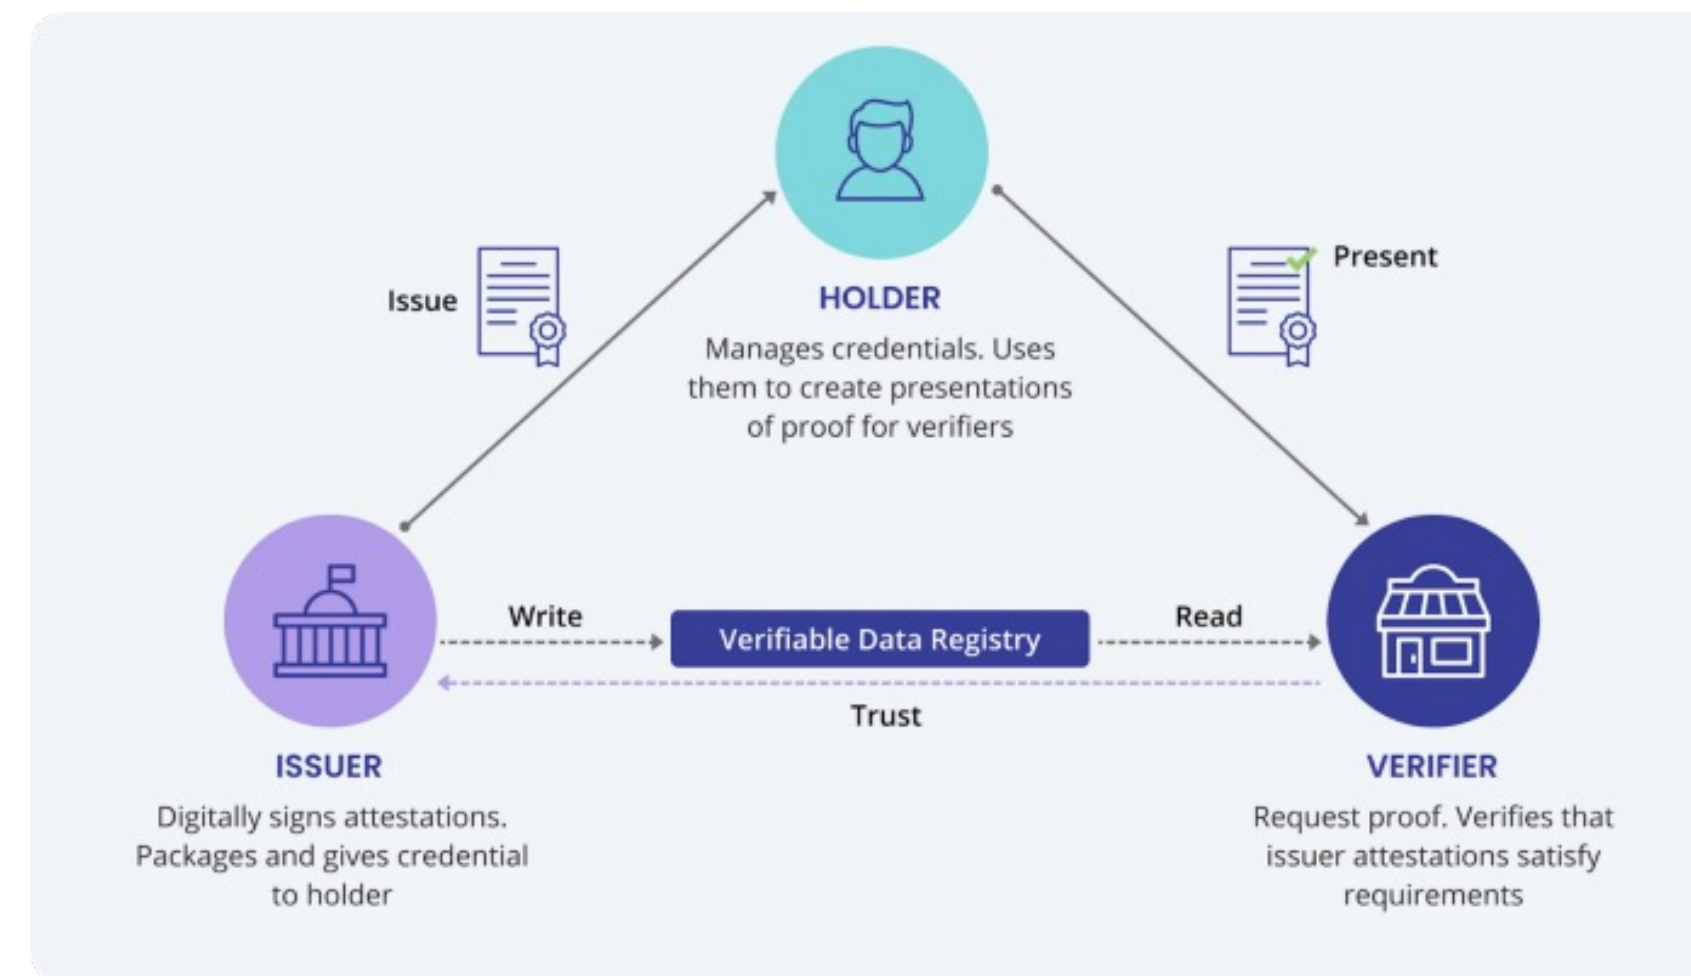 Issue
Present
HOLDER
Manages credentials. Uses
them to create presentations
of proof for verifiers
Write
Verifiable Data Registry
Read
Trust
ISSUER
Digitally signs attestations.
Packages and gives credential
to holder
VERIFIER
Request proof. Verifies that
issuer attestations satisfy
requirements